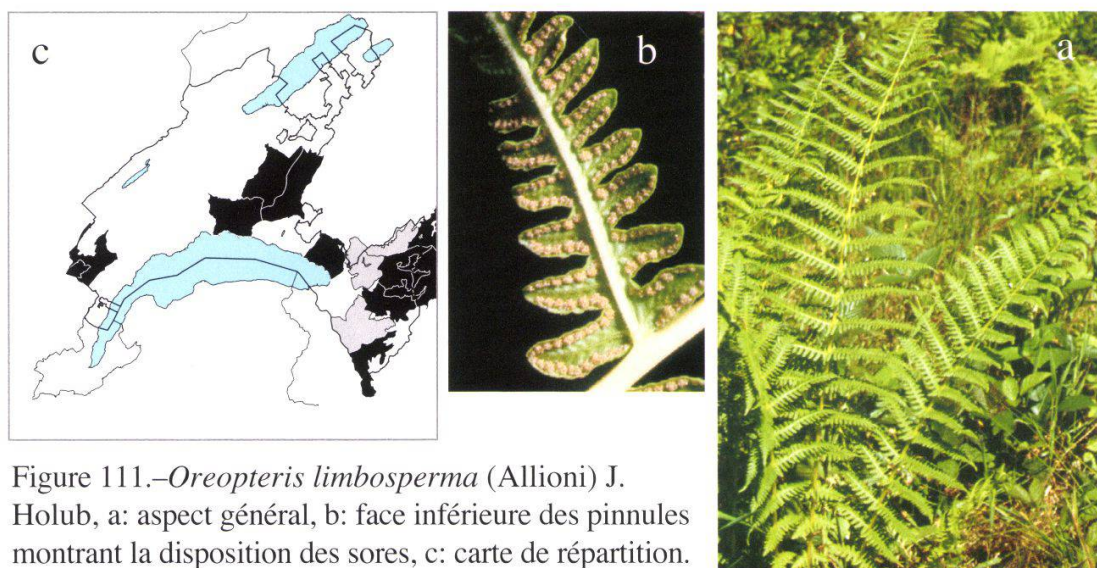 c
b
a
Figure 111.–Oreopteris limbosperma (Allioni) J.
Holub, a: aspect général, b: face inférieure des pinnules
montrant la disposition des sores, c: carte de répartition.